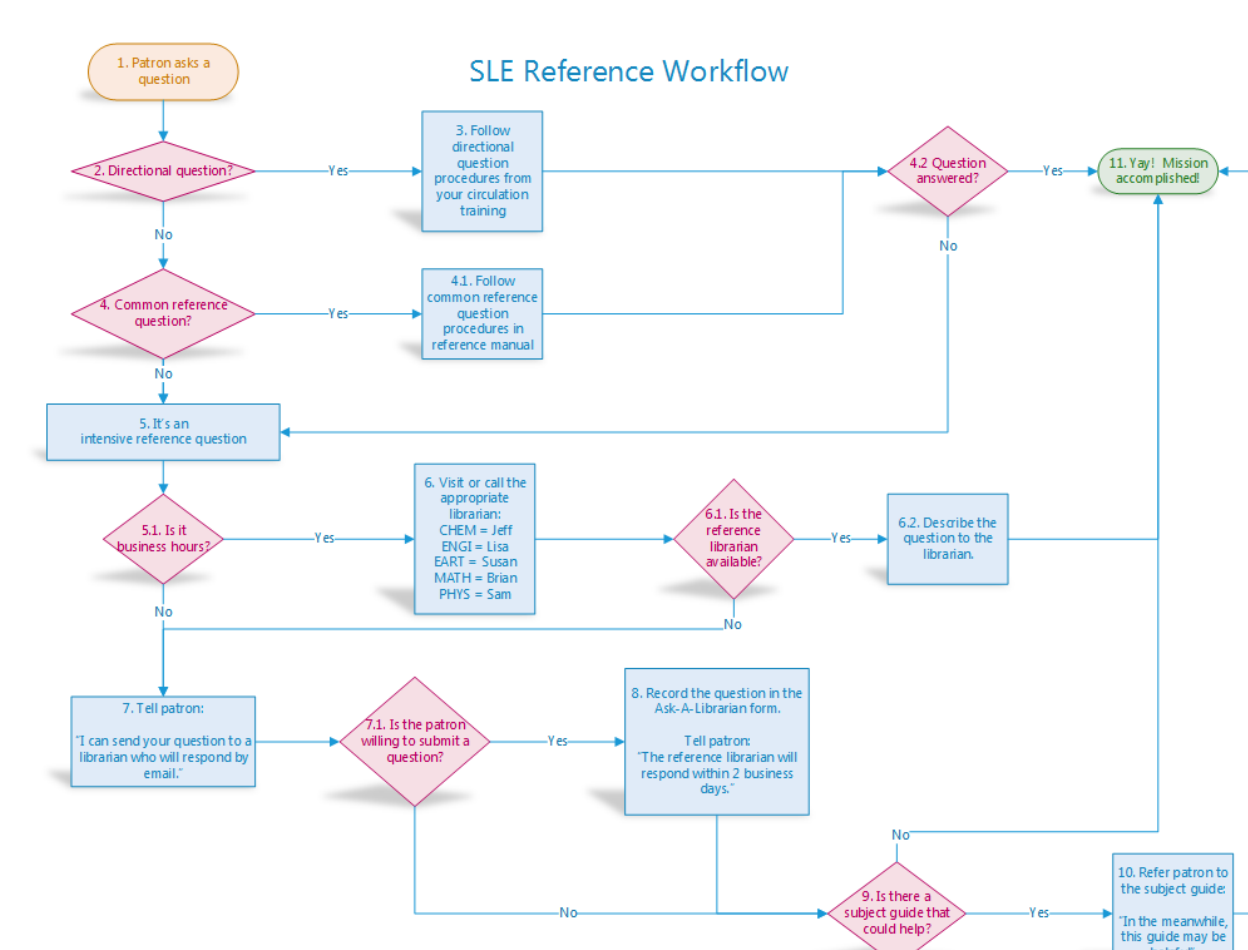 SLE Reference Workflow
1. Patron asks a
question
2. Directional question?
Yes
3. Follow
directional
question
procedures from
your circulation
training
4.2 Question
answered?
Yes
11. Yay! Mission
accomplished!
No
No
4. Common reference
question?
Yes
4.1. Follow
common reference
question
procedures in
reference manual
No
5. It's an
intensive reference question
5.1. Is it
business hours?
Yes
6. Visit or call the
appropriate
librarian:
CHEM = Jeff
ENGI = Lisa
EART = Susan
MATH = Brian
PHYS = Sam
6.1. Is the
reference
librarian
available?
Yes
6.2. Describe the
question to the
librarian.
No
No
7. Tell patron:
"I can send your question to a
librarian who will respond by
email."
7.1. Is the patron
willing to submit a
question?
Yes
8. Record the question in the
Ask-A-Librarian form.
Tell patron:
"The reference librarian will
respond within 2 business
days."
No
No
9. Is there a
subject guide that
could help?
Yes
10. Refer patron to
the subject guide:
"In the meanwhile,
this guide may be